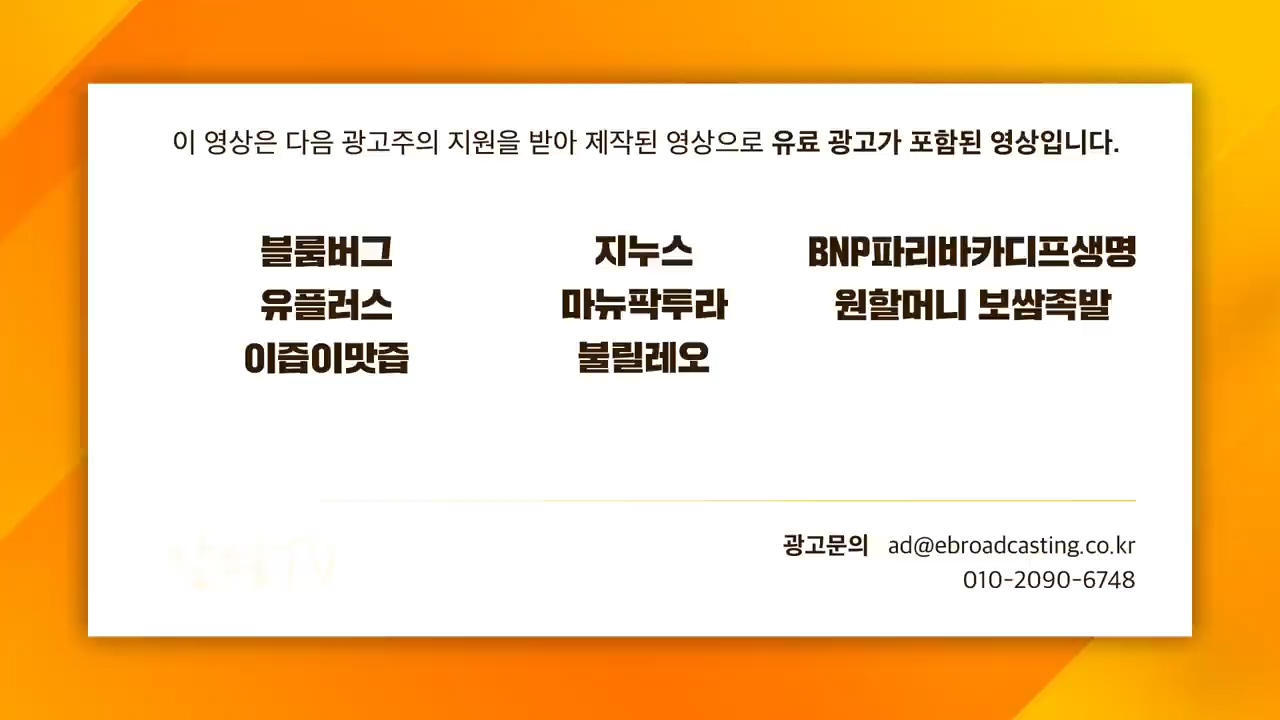 이 영상은 다음 광고주의 지원을 받아 제작된 영상으로 유료 광고가 포함된 영상입니다.
블룸버그 지누스 BNP파리바카디프생명
유플러스 마뉴팍투라 원할머니 보쌈족발
이즙이맛즙 불릴레오
광고문의 ad@ebroadcasting.co.kr
010-2090-6748